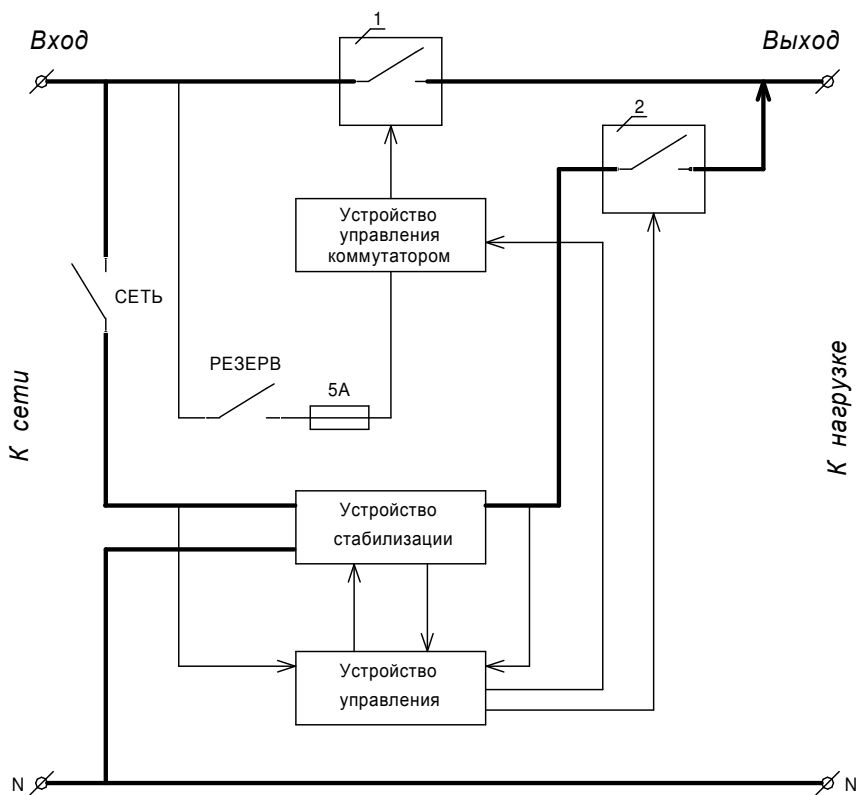 Вход
1
Выход
2
Устройство
управления
коммутатором
СЕТЬ
РЕЗЕРВ
5А
К сети
К нагрузке
Устройство
стабилизации
Устройство
управления
N
N